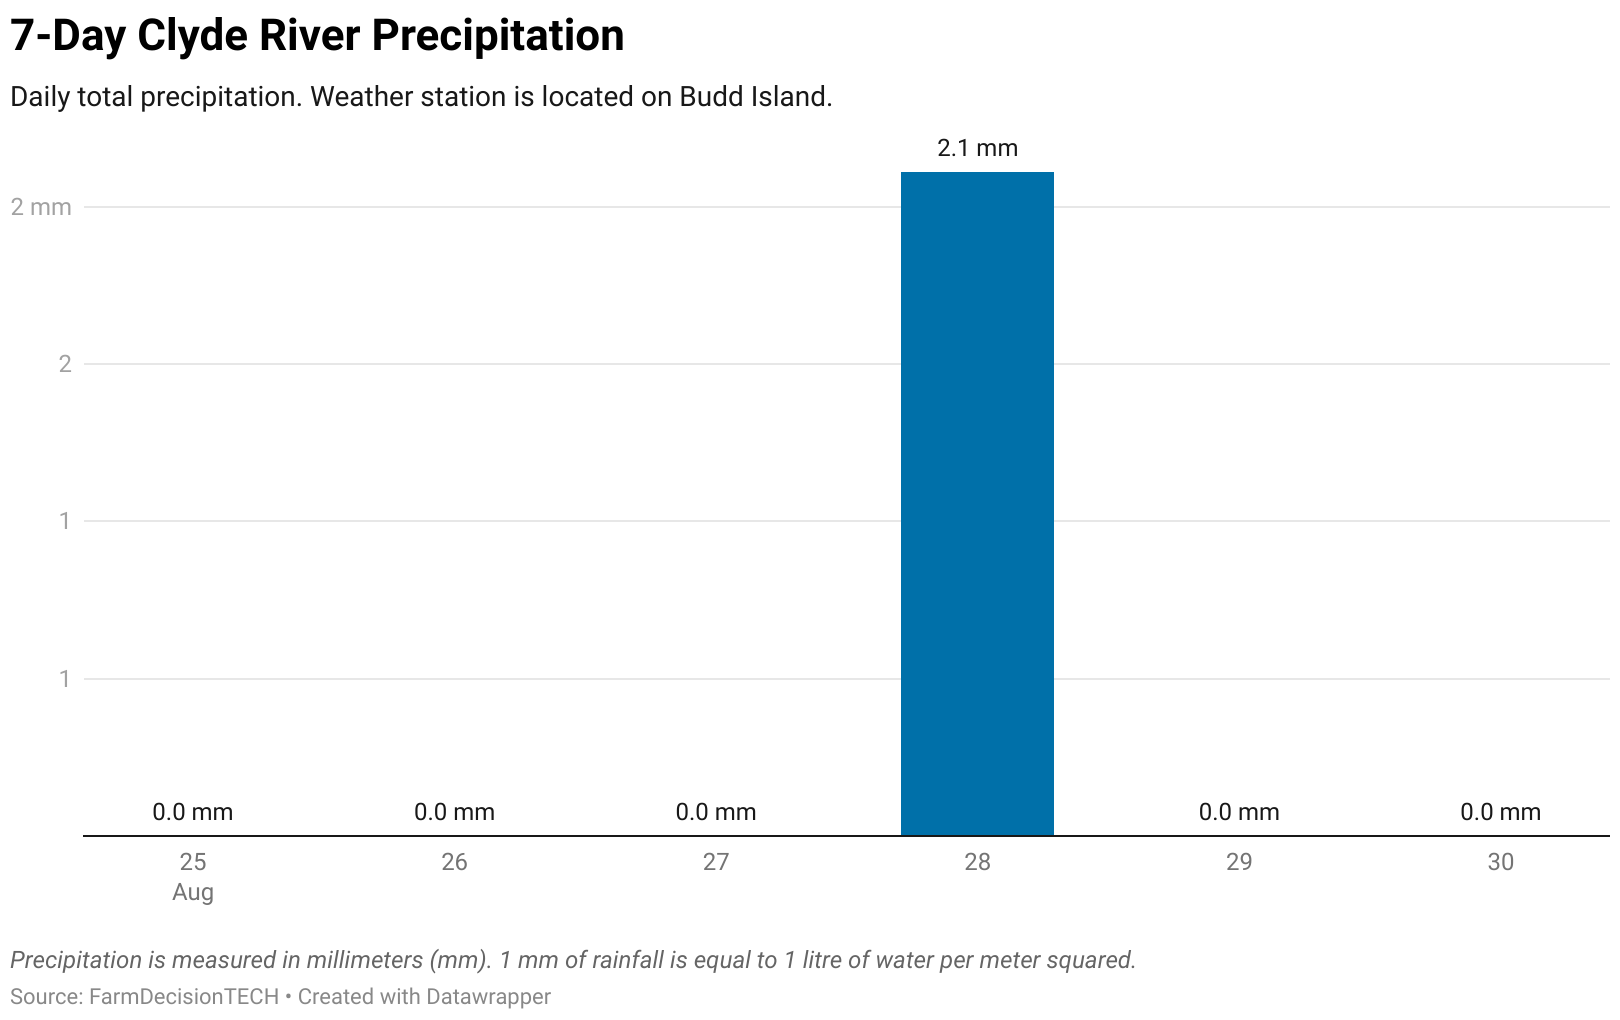 7-Day Clyde River Precipitation
Daily total precipitation. Weather station is located on Budd Island.
2.1 mm
2 mm
2
1
1
0.0 mm 0.0 mm 0.0 mm 0.0 mm 0.0 mm
25 26 27 28 29 30
Aug
Precipitation is measured in millimeters (mm). 1 mm of rainfall is equal to 1 litre of water per meter squared.
Source: FarmDecisionTECH • Created with Datawrapper